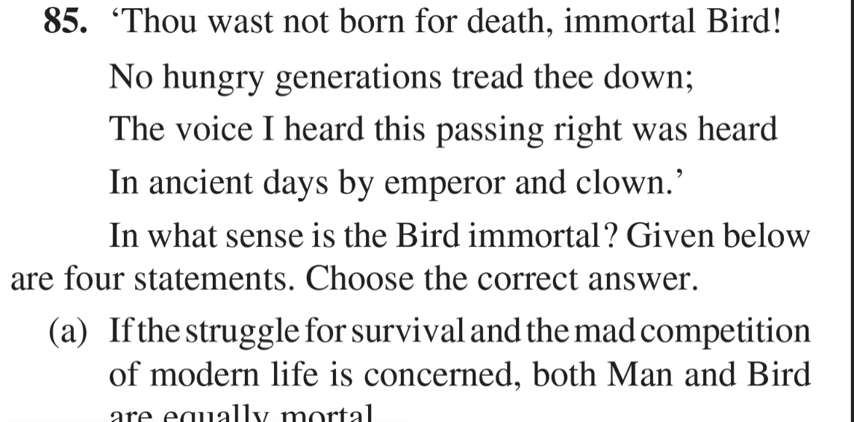 85. ‘Thou wast not born for death, immortal Bird!
No hungry generations tread thee down;
The voice I heard this passing right was heard
In ancient days by emperor and clown.’
In what sense is the Bird immortal? Given below
are four statements. Choose the correct answer.
(a) If the struggle for survival and the mad competition
of modern life is concerned, both Man and Bird
are equally mortal